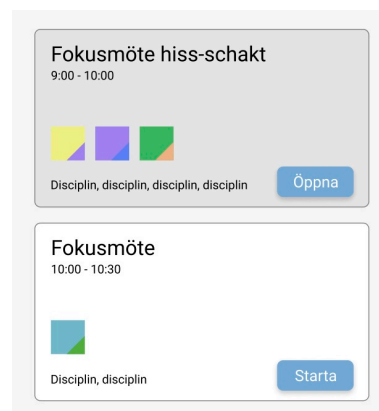 Fokusmöte hiss-schakt
9:00 - 10:00
Disciplin, disciplin, disciplin, disciplin
Öppna
Fokusmöte
10:00 - 10:30
Disciplin, disciplin
Starta